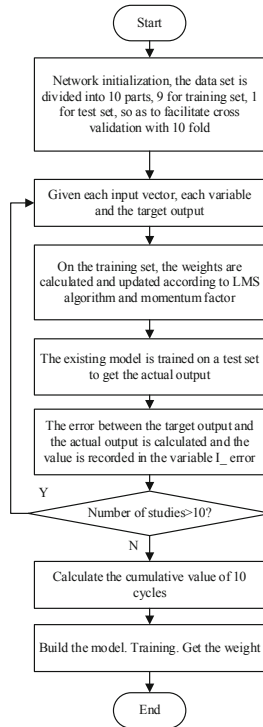 Start
Network initialization, the data set is
divided into 10 parts, 9 for training set, 1
for test set, so as to facilitate cross
validation with 10 fold
Given each input vector, each variable
and the target output
On the training set, the weights are
calculated and updated according to LMS
algorithm and momentum factor
The existing model is trained on a test set
to get the actual output
The error between the target output and
the actual output is calculated and the
value is recorded in the variable I_ error
Y
Number of studies>10?
N
Calculate the cumulative value of 10
cycles
Build the model. Training. Get the weight
End